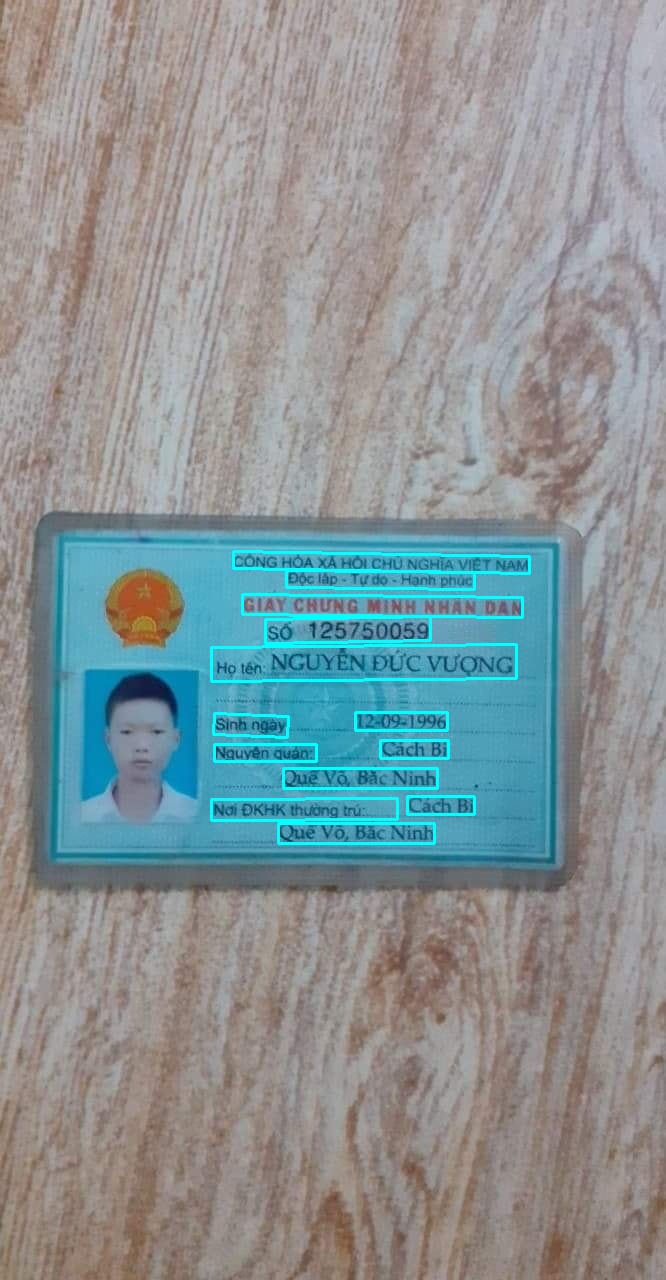 CỘNG HÒA XÃ HỘI CHỦ NGHĨA VIỆT NAM
Độc lập - Tự do - Hạnh phúc
GIẤY CHỨNG MINH NHÂN DÂN
SỐ 125750059
Họ tên: NGUYỄN ĐỨC VƯỢNG
Sinh ngày 12-09-1996
Nguyên quán: Cách Bi
Quế Võ, Bắc Ninh
Nơi ĐKHK thường trú: Cách Bi
Quế Võ, Bắc Ninh